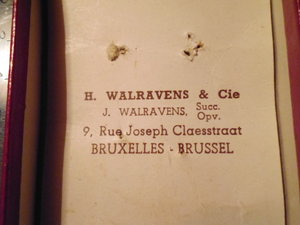 H. WALRAVENS & Cie
J. WALRAVENS, Succ. Opv.
9, Rue Joseph Claesstraat
BRUXELLES - BRUSSEL